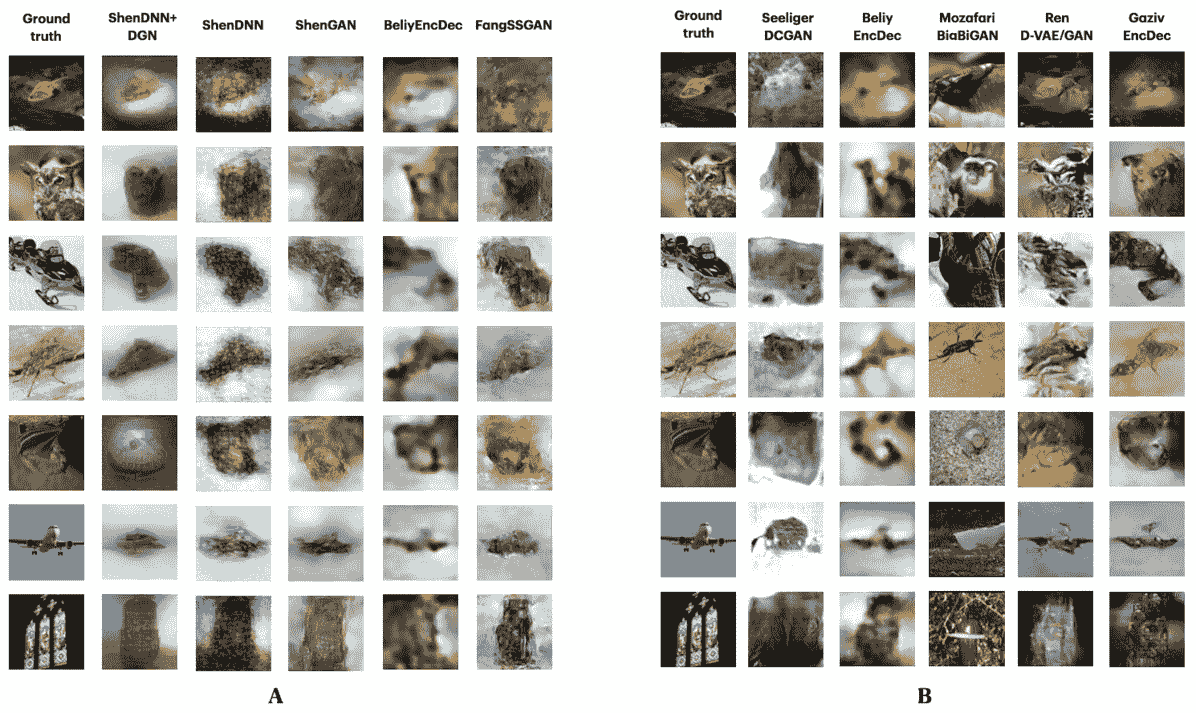 Ground truth
ShenDNN+ DGN
ShenDNN
ShenGAN
BeliyEncDec
FangSSGAN
A
Ground truth
Seeliger DCGAN
Beliy EncDec
Mozafari BiaBiGAN
Ren D-VAE/GAN
Gaziv EncDec
B